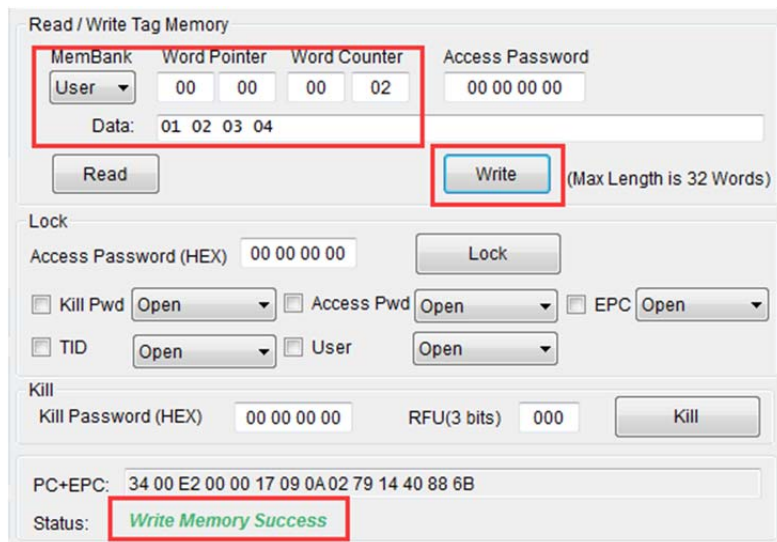 Read / Write Tag Memory
MemBank Word Pointer Word Counter Access Password
User 00 00 00 02 00 00 00 00
Data: 01 02 03 04
Read Write (Max Length is 32 Words)
Lock
Access Password (HEX) 00 00 00 00 Lock
Kill Pwd Open Access Pwd Open EPC Open
TID Open User Open
Kill
Kill Password (HEX) 00 00 00 00 RFU(3 bits) 000 Kill
PC+EPC: 34 00 E2 00 00 17 09 0A 02 79 14 40 88 6B
Status: Write Memory Success